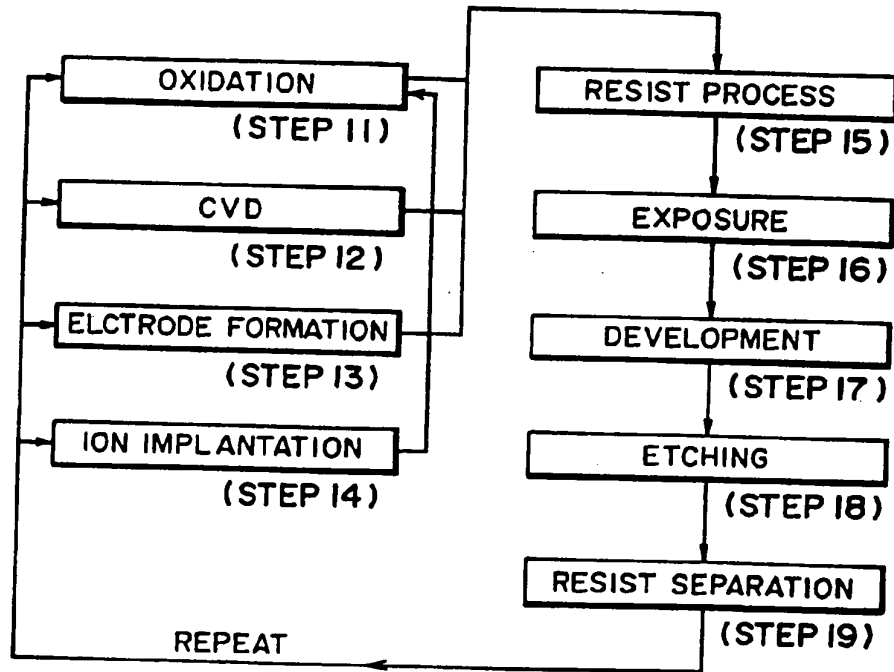 OXIDATION
(STEP 11)
CVD
(STEP 12)
ELCTRODE FORMATION
(STEP 13)
ION IMPLANTATION
(STEP 14)
RESIST PROCESS
(STEP 15)
EXPOSURE
(STEP 16)
DEVELOPMENT
(STEP 17)
ETCHING
(STEP 18)
RESIST SEPARATION
(STEP 19)
REPEAT